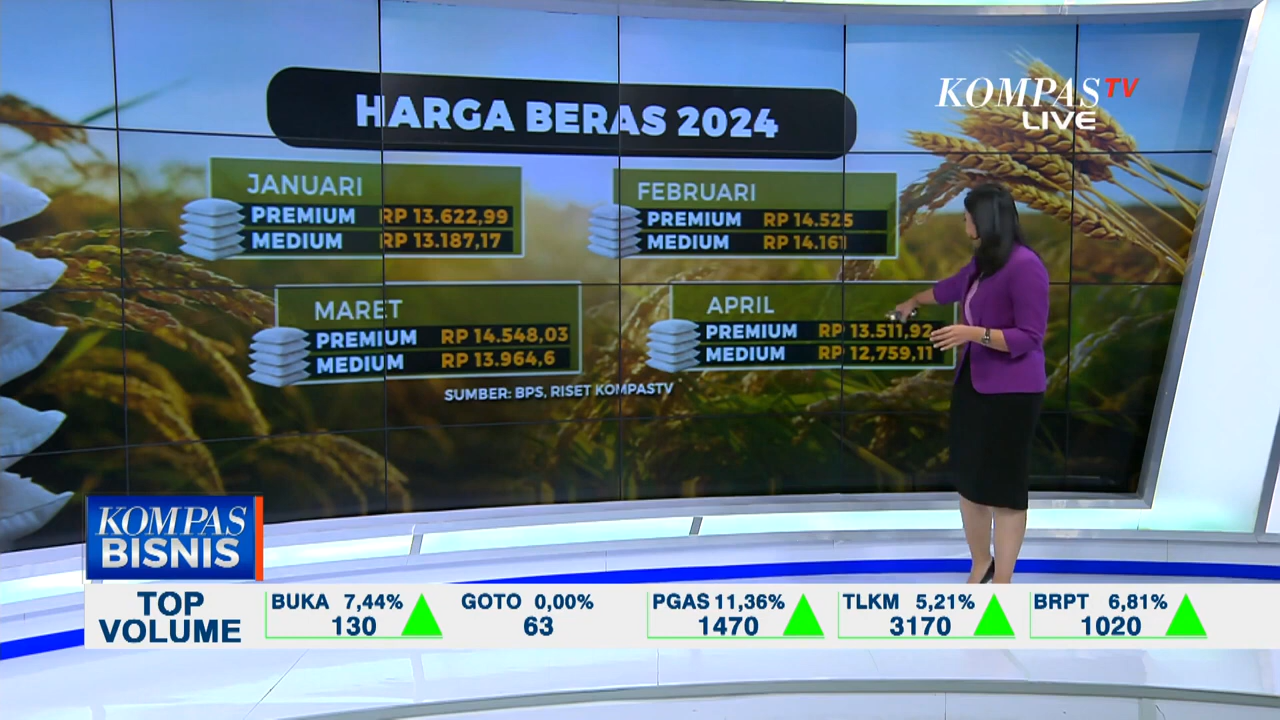 KOMPAS TV
LIVE
HARGA BERAS 2024
JANUARI
PREMIUM RP 13.622,99
MEDIUM RP 13.187,17
FEBRUARI
PREMIUM RP 14.525
MEDIUM RP 14.161
MARET
PREMIUM RP 14.548,03
MEDIUM RP 13.964,6
APRIL
PREMIUM RP 13.511,92
MEDIUM RP 12,759,11
SUMBER: BPS, RISET KOMPASTV
KOMPAS
BISNIS
TOP
VOLUME
BUKA 7,44%
130
GOTO 0,00%
63
PGAS 11,36%
1470
TLKM 5,21%
3170
BRPT 6,81%
1020